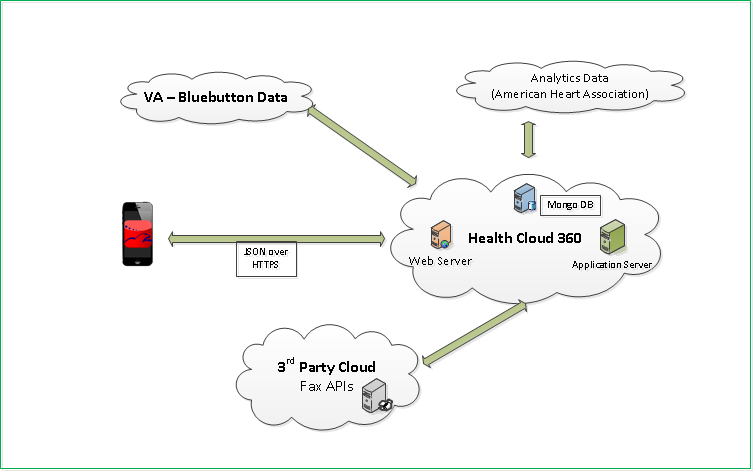 Analytics Data
(American Heart Association)
VA – Bluebutton Data
Mongo DB
Health Cloud 360
Web Server
Application Server
JSON over
HTTPS
3rd Party Cloud
Fax APIs